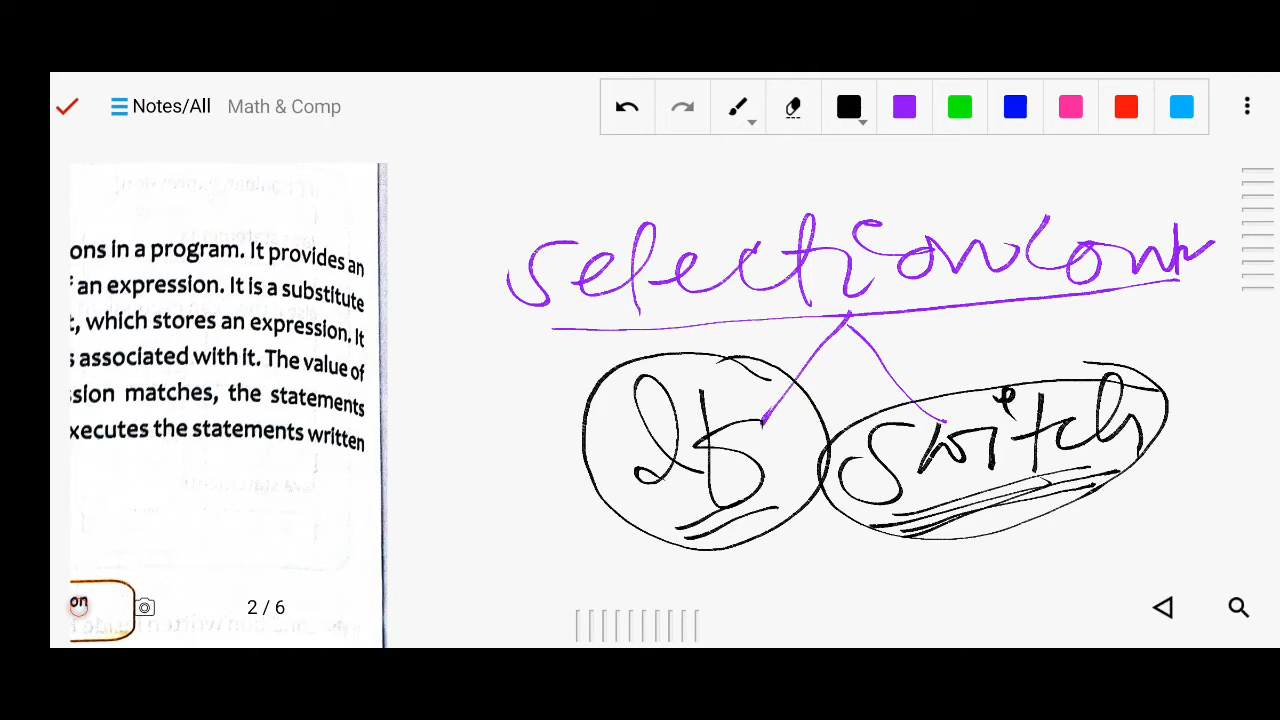 Notes/All Math & Comp
ons in a program. It provides an
f an expression. It is a substitute
t, which stores an expression. It
s associated with it. The value of
sion matches, the statements
xecutes the statements written
on
2 / 6
selection cont
If switch